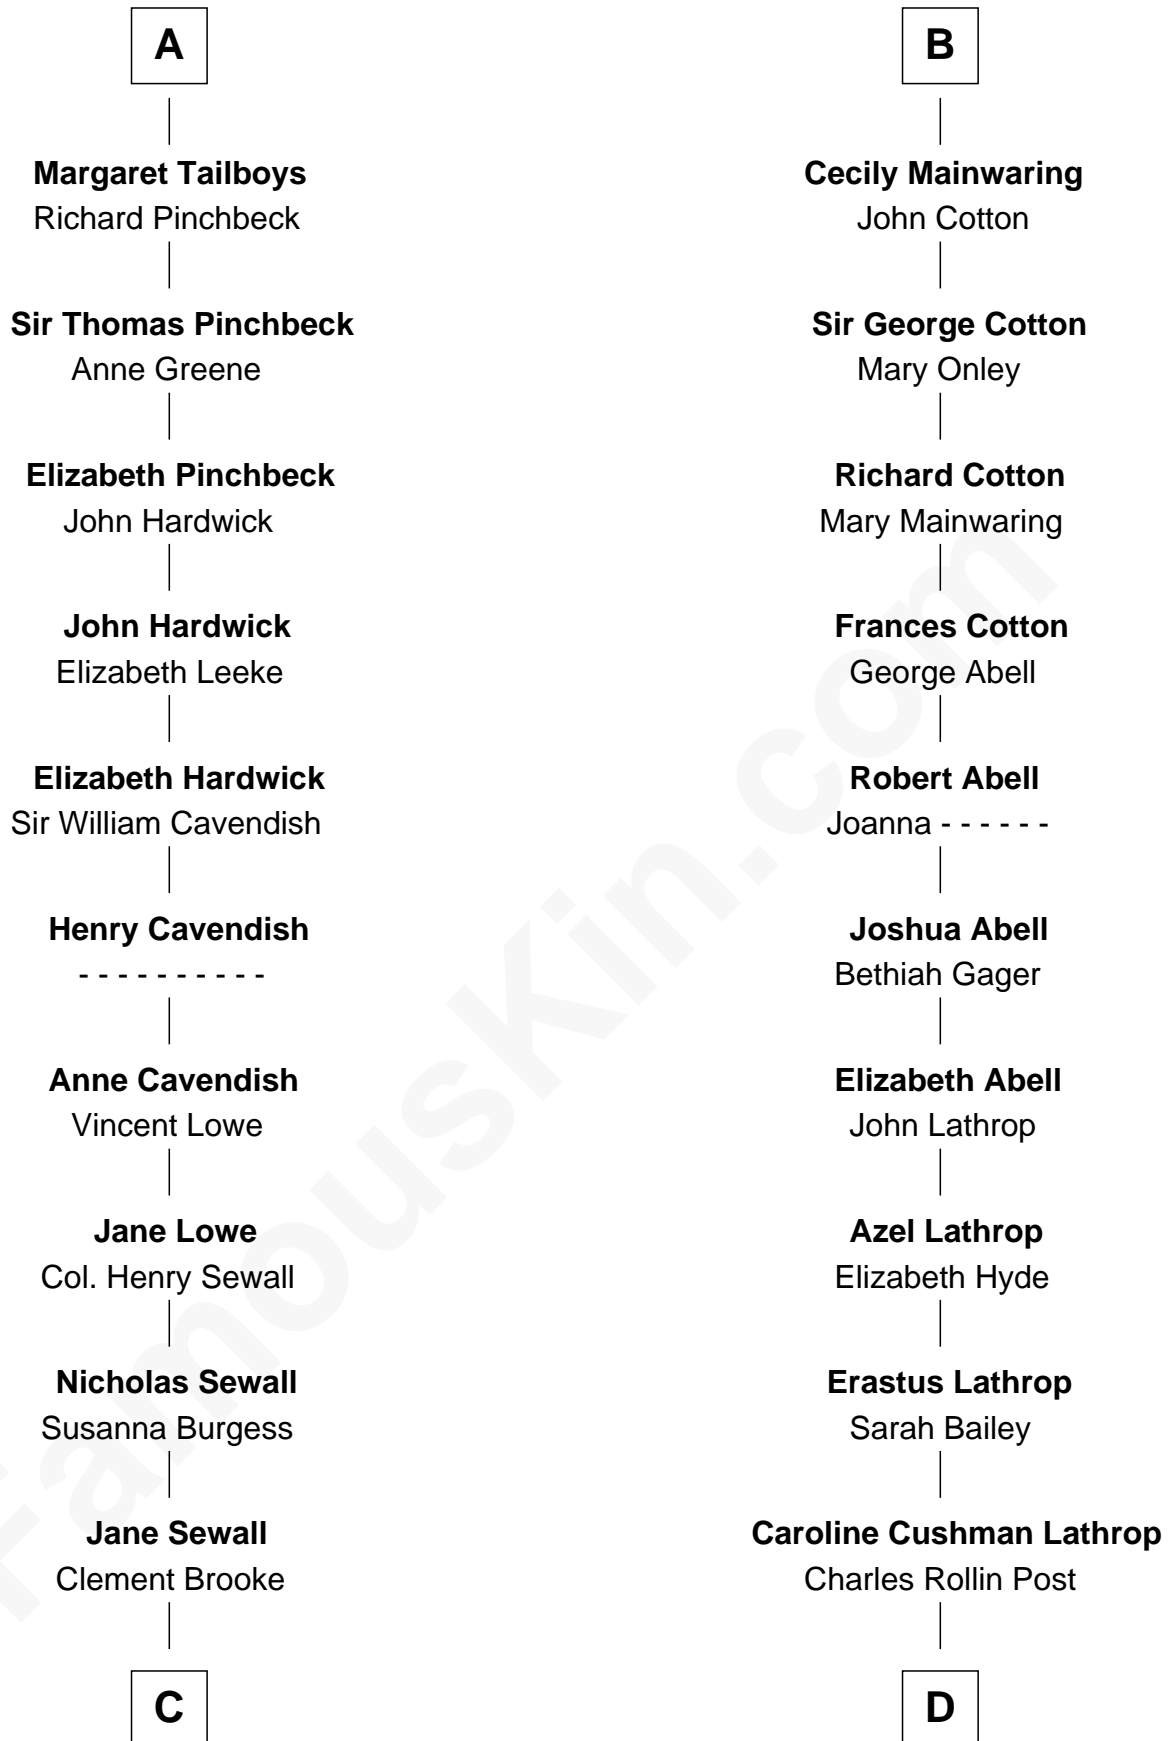 A
Margaret Tailboys
Richard Pinchbeck
Sir Thomas Pinchbeck
Anne Greene
Elizabeth Pinchbeck
John Hardwick
John Hardwick
Elizabeth Leeke
Elizabeth Hardwick
Sir William Cavendish
Henry Cavendish
- - - - - - - - - -
Anne Cavendish
Vincent Lowe
Jane Lowe
Col. Henry Sewall
Nicholas Sewall
Susanna Burgess
Jane Sewall
Clement Brooke
C
B
Cecily Mainwaring
John Cotton
Sir George Cotton
Mary Onley
Richard Cotton
Mary Mainwaring
Frances Cotton
George Abell
Robert Abell
Joanna - - - - - -
Joshua Abell
Bethiah Gager
Elizabeth Abell
John Lathrop
Azel Lathrop
Elizabeth Hyde
Erastus Lathrop
Sarah Bailey
Caroline Cushman Lathrop
Charles Rollin Post
D
FamousKin.com